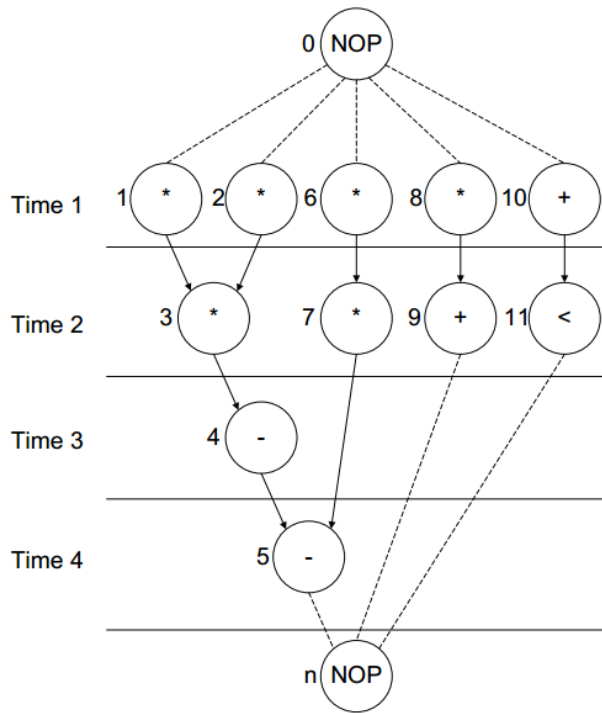 0 NOP
Time 1 1 * 2 * 6 * 8 * 10 +
Time 2 3 * 7 * 9 + 11 <
Time 3 4 -
Time 4 5 -
n NOP